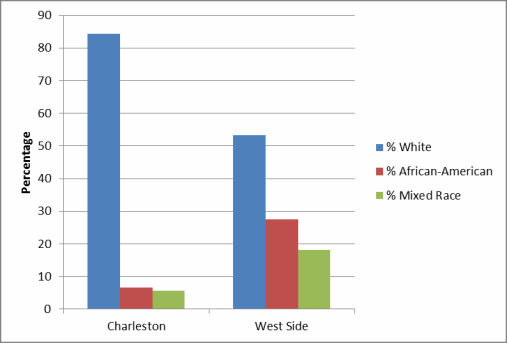 90
80
70
60
50
40
30
20
10
0
Percentage
Charleston
West Side
% White
% African-American
% Mixed Race